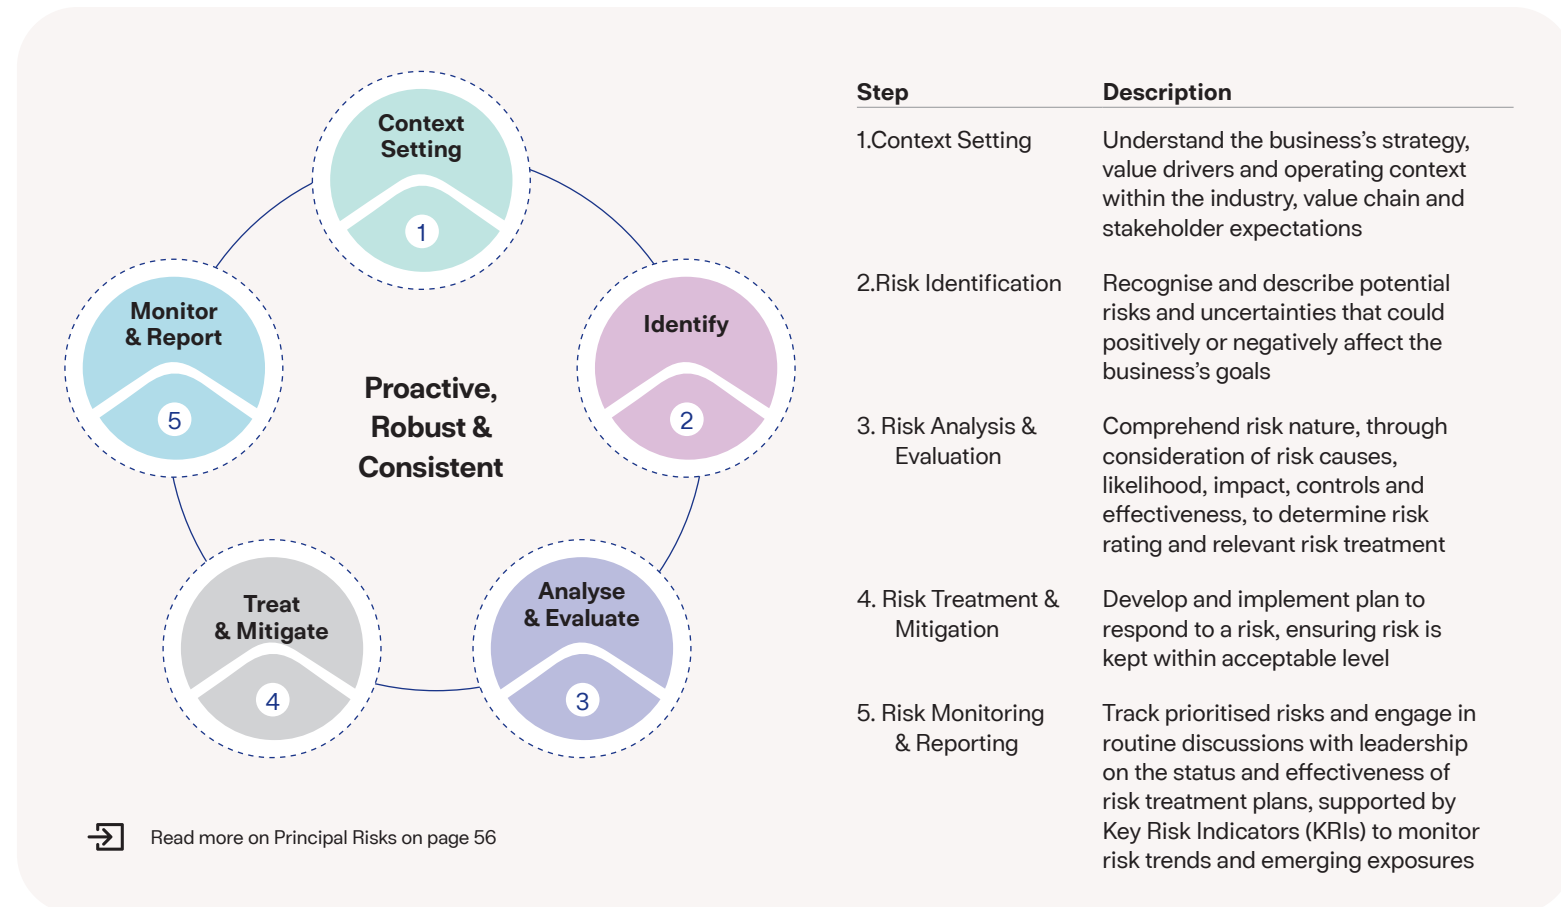 Context
Setting
1
Identify
2
Analyse
& Evaluate
3
Treat
& Mitigate
4
Monitor
& Report
5
Proactive,
Robust &
Consistent
Read more on Principal Risks on page 56
Step Description
1.Context Setting Understand the business’s strategy,
value drivers and operating context
within the industry, value chain and
stakeholder expectations
2.Risk Identification Recognise and describe potential
risks and uncertainties that could
positively or negatively affect the
business’s goals
3. Risk Analysis & Comprehend risk nature, through
Evaluation consideration of risk causes,
likelihood, impact, controls and
effectiveness, to determine risk
rating and relevant risk treatment
4. Risk Treatment & Develop and implement plan to
Mitigation respond to a risk, ensuring risk is
kept within acceptable level
5. Risk Monitoring Track prioritised risks and engage in
& Reporting routine discussions with leadership
on the status and effectiveness of
risk treatment plans, supported by
Key Risk Indicators (KRIs) to monitor
risk trends and emerging exposures